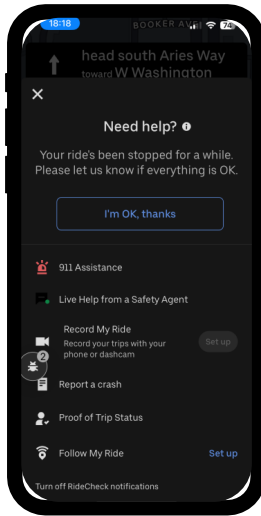 18:18
74
BOOKER AV
head south Aries Way
toward W Washington
Need help?
Your ride's been stopped for a while.
Please let us know if everything is OK.
I'm OK, thanks
911 Assistance
Live Help from a Safety Agent
Record My Ride
Record your trips with your
phone or dashcam
Set up
2
Report a crash
Proof of Trip Status
Follow My Ride
Set up
Turn off RideCheck notifications